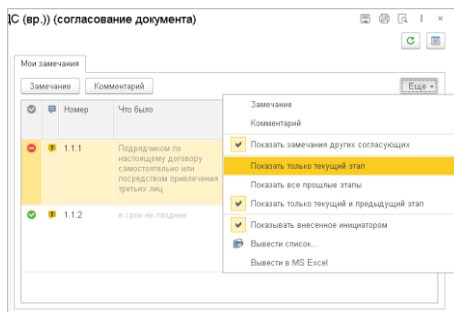 ДС (вр.)) (согласование документа)
Мои замечания
Замечание Комментарий Еще
Номер Что было
1.1.1 Подрядчиком по
настоящему договору
самостоятельно или
посредством привлечения
третьих лиц
1.1.2 в срок не позднее
Замечание
Комментарий
Показать замечания других согласующих
Показать только текущий этап
Показать все прошлые этапы
Показать только текущий и предыдущий этап
Показывать внесенное инициатором
Вывести список...
Вывести в MS Excel